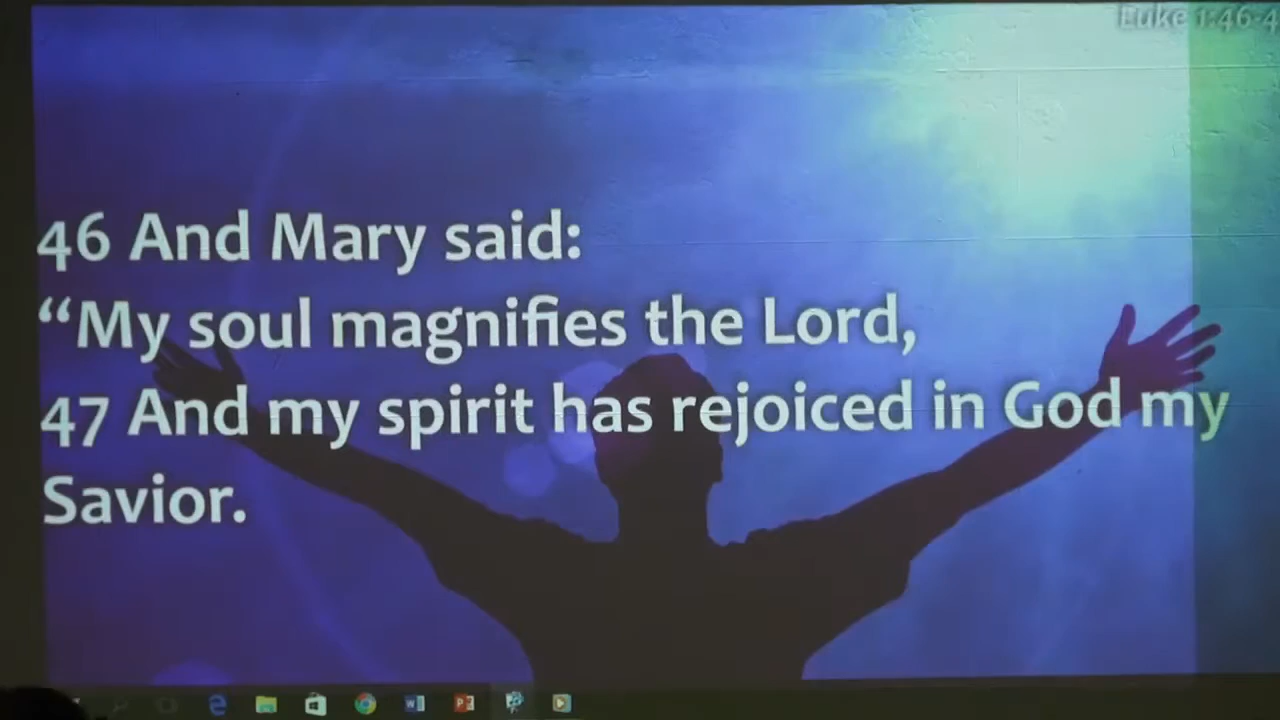 Luke 1:46-4
46 And Mary said:
“My soul magnifies the Lord,
47 And my spirit has rejoiced in God my
Savior.